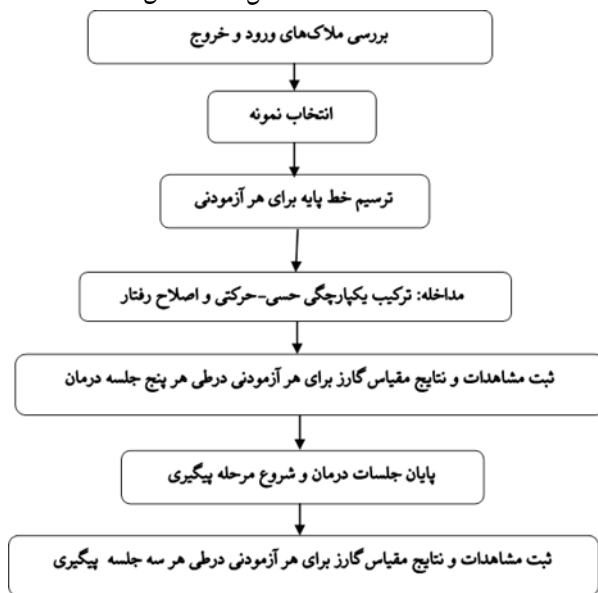 بررسی ملاک‌های ورود و خروج
انتخاب نمونه
ترسیم خط پایه برای هر آزمودنی
مداخله: ترکیب یکپارچگی حسی-حرکتی و اصلاح رفتار
ثبت مشاهدات و نتایج مقیاس گارز برای هر آزمودنی درطی هر پنج جلسه درمان
پایان جلسات درمان و شروع مرحله پیگیری
ثبت مشاهدات و نتایج مقیاس گارز برای هر آزمودنی درطی هر سه جلسه پیگیری